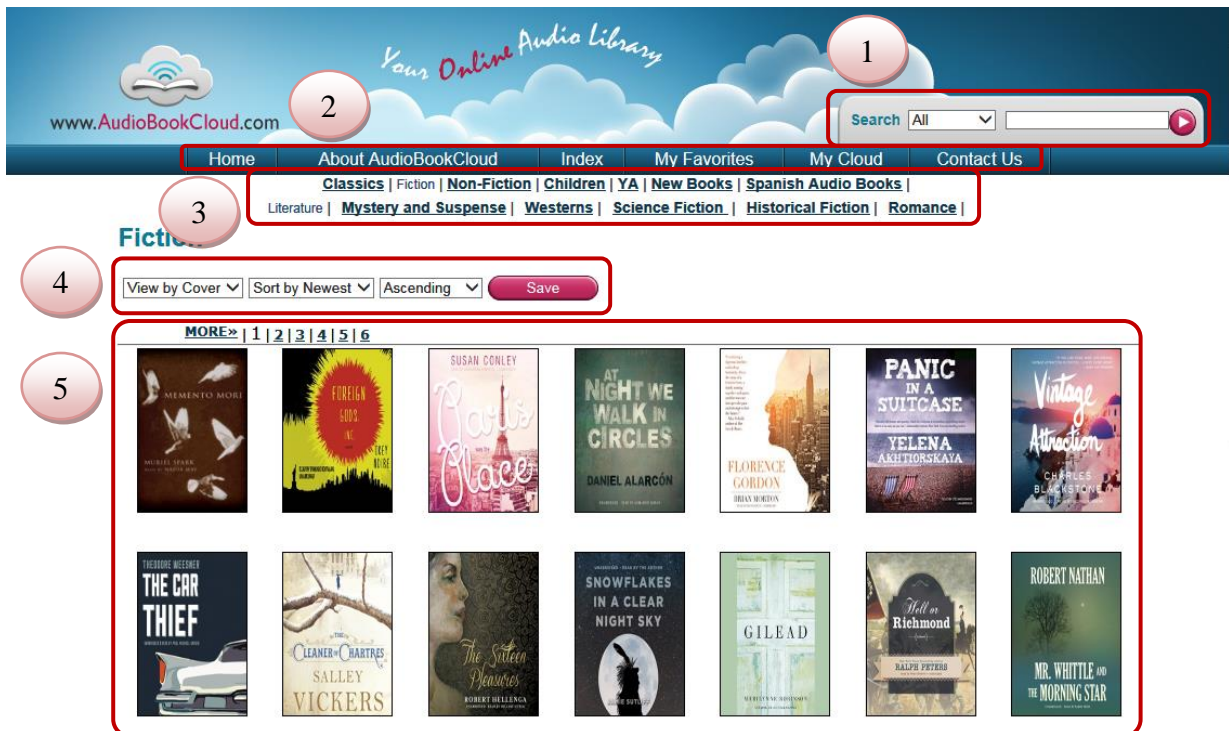 Your Online Audio Library
1
2
www.AudioBookCloud.com
Search All
Home About AudioBookCloud Index My Favorites My Cloud Contact Us
Classics | Fiction | Non-Fiction | Children | YA | New Books | Spanish Audio Books |
3
Literature | Mystery and Suspense | Westerns | Science Fiction | Historical Fiction | Romance |
Fiction
4
View by Cover Sort by Newest Ascending Save
MORE» | 1 | 2 | 3 | 4 | 5 | 6
5
MEMENTO MORI
MURIEL SPARK
FOREIGN
GODS,
INC.
OKEY
NDIBE
SUSAN CONLEY
Paris
Place
AT
NIGHT WE
WALK IN
CIRCLES
DANIEL ALARCÓN
FLORENCE
GORDON
BRIAN MORTON
PANIC
IN A
SUITCASE
YELENA
AKHTIORSKAYA
Vintage
Attraction
CHARLES
BLACKSTONE
THEODORE WEESNER
THE CAR
THIEF
THE
CLEANER of CHARTRES
SALLEY
VICKERS
The Sixteen
Pleasures
ROBERT HELLENGA
SNOWFLAKES
IN A CLEAR
NIGHT SKY
GILEAD
MARILYNNE ROBINSON
Hell or
Richmond
RALPH PETERS
ROBERT NATHAN
MR. WHITTLE AND
THE MORNING STAR